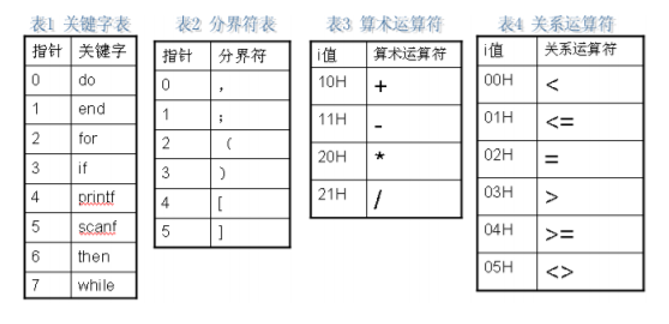 表1 关键字表
指针 关键字
0 do
1 end
2 for
3 if
4 printf
5 scanf
6 then
7 while
表2 分界符表
指针 分界符
0 ，
1 ；
2 （
3 ）
4 [
5 ]
表3 算术运算符
i值 算术运算符
10H +
11H -
20H *
21H /
表4 关系运算符
i值 关系运算符
00H <
01H <=
02H =
03H >
04H >=
05H <>